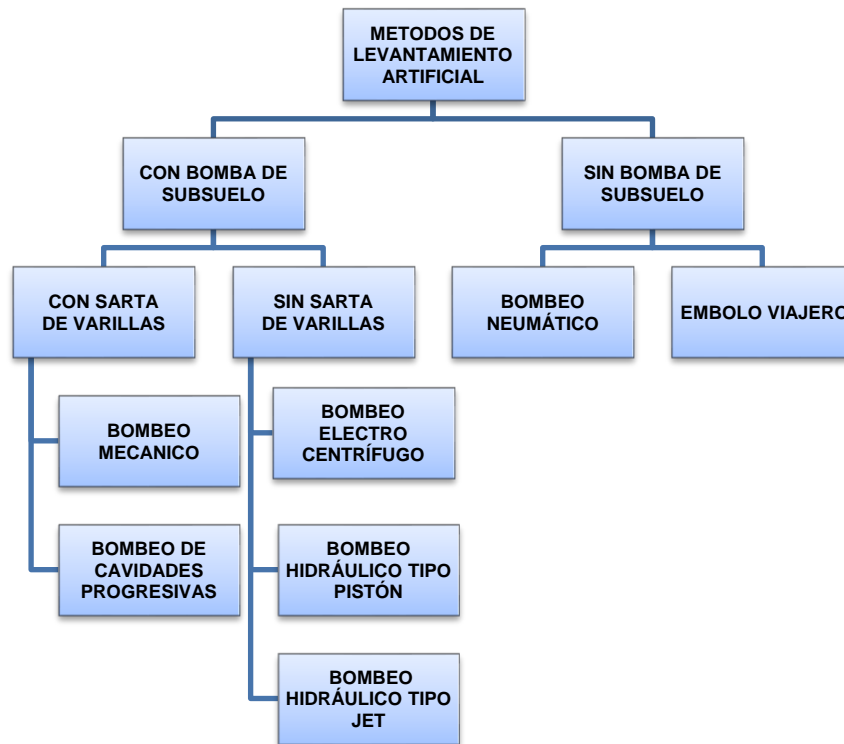 METODOS DE
LEVANTAMIENTO
ARTIFICIAL
CON BOMBA DE
SUBSUELO
SIN BOMBA DE
SUBSUELO
CON SARTA
DE VARILLAS
SIN SARTA
DE VARILLAS
BOMBEO
NEUMÁTICO
EMBOLO VIAJERO
BOMBEO
MECANICO
BOMBEO DE
CAVIDADES
PROGRESIVAS
BOMBEO
ELECTRO
CENTRÍFUGO
BOMBEO
HIDRÁULICO TIPO
PISTÓN
BOMBEO
HIDRÁULICO TIPO
JET